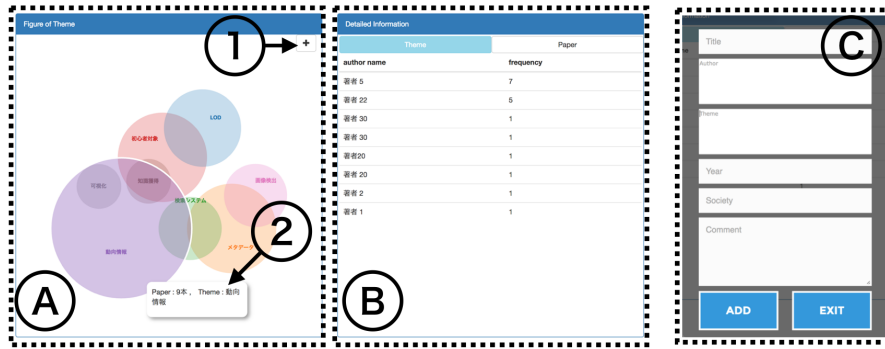 Figure of Theme
1
+
LOD
初心者対象
可視化
知識獲得
画像検出
検索システム
2
メタデータ
動向情報
Paper : 9本 ,   Theme : 動向
情報
A
Detailed Information
Theme
Paper
author name
frequency
著者 5
7
著者 22
5
著者 30
1
著者 30
1
著者20
1
著者 20
1
著者 2
1
著者 1
1
B
C
Title
Author
Theme
Year
Society
Comment
ADD
EXIT